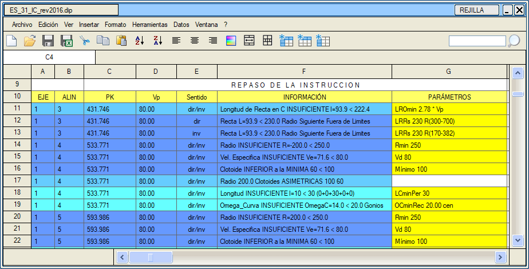 ES_31_IC_rev2016.dip
REJILLA
Archivo Edición Ver Insertar Formato Herramientas Datos Ventana ?
C4
A B C D E F G
9 REPASO DE LA INSTRUCCION
10 EJE ALIN PK Vp Sentido INFORMACIÓN PARÁMETROS
11 1 3 431.746 80.00 dir/inv Longitud de Recta en C INSUFICIENTE l=93.9 < 222.4 LROmin 2.78 * Vp
12 1 3 431.746 80.00 dir Recta L=93.9 < 230.0 Radio Siguiente Fuera de Limites LRRa 230 R(300-700)
13 1 3 431.746 80.00 inv Recta L=93.9 < 230.0 Radio Siguiente Fuera de Limites LRRa 230 R(170-382)
14 1 4 533.771 80.00 dir/inv Radio INSUFICIENTE R=-200.0 < 250.0 Rmin 250
15 1 4 533.771 80.00 dir/inv Vel. Especifica INSUFICIENTE Ve=71.6 < 80.0 Vd 80
16 1 4 533.771 80.00 dir/inv Clotoide INFERIOR a la MINIMA 60 < 100 Mínimo 100
17 1 4 533.771 80.00 dir/inv Radio 200.0 Clotoides ASIMETRICAS 100 60
18 1 4 533.771 80.00 dir/inv Longitud INSUFICIENTE l=10 < 30 (0+0+30+0+0) LCminPer 30
19 1 4 533.771 80.00 dir/inv Omega_Curva INSUFICIENTE OmegaC=14.0 < 20.0 Gonios OCminRec 20.00 cen
20 1 5 593.986 80.00 dir/inv Radio INSUFICIENTE R=200.0 < 250.0 Rmin 250
21 1 5 593.986 80.00 dir/inv Vel. Especifica INSUFICIENTE Ve=71.6 < 80.0 Vd 80
22 1 5 593.986 80.00 dir/inv Clotoide INFERIOR a la MINIMA 60 < 100 Mínimo 100